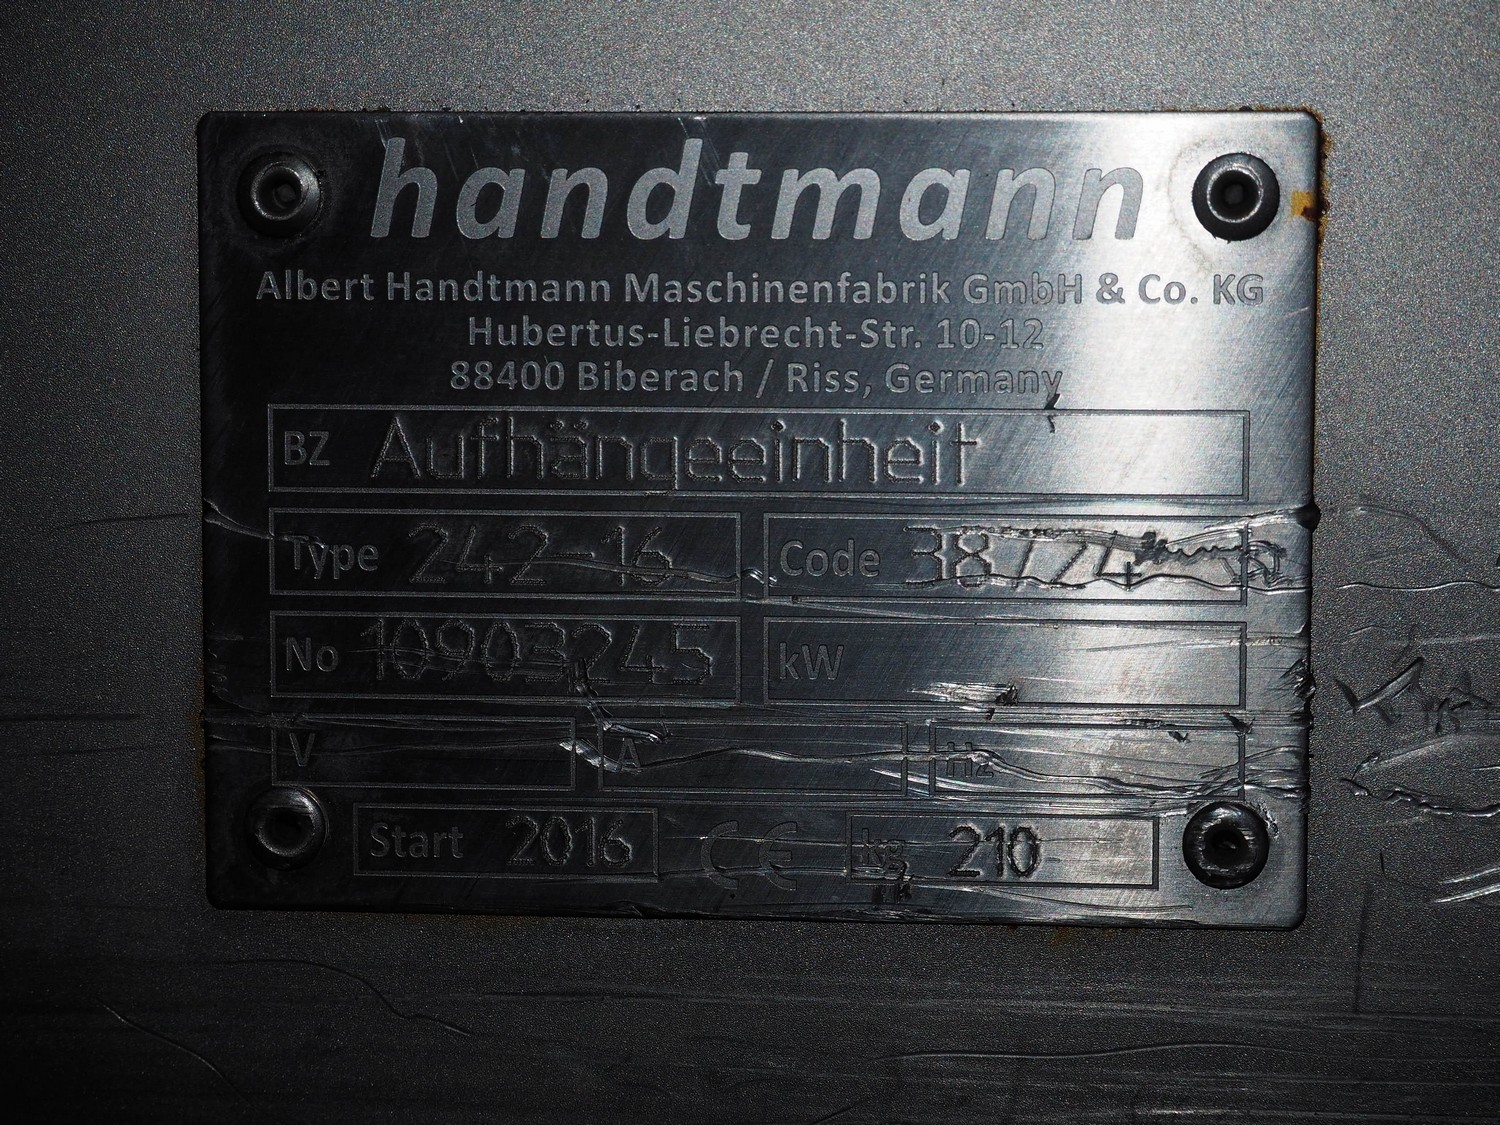 handtmann
Albert Handtmann Maschinenfabrik GmbH & Co. KG
Hubertus-Liebrecht-Str. 10-12
88400 Biberach / Riss, Germany
BZ Aufhängeeinheit
Type 242-16 Code
No 10903245 kW
V A Hz
Start 2016 CE kg 210